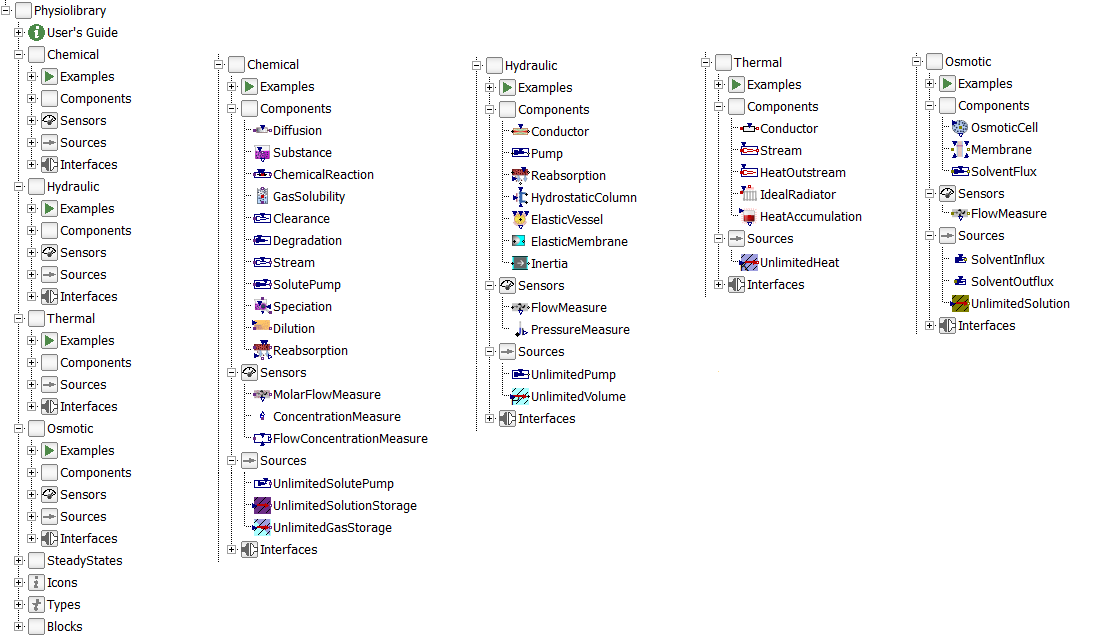 Physiolibrary
User's Guide
Chemical
Examples
Components
Sensors
Sources
Interfaces
Hydraulic
Examples
Components
Sensors
Sources
Interfaces
Thermal
Examples
Components
Sources
Interfaces
Osmotic
Examples
Components
Sensors
Sources
Interfaces
SteadyStates
Icons
Types
Blocks
Chemical
Examples
Components
Diffusion
Substance
ChemicalReaction
GasSolubility
Clearance
Degradation
Stream
SolutePump
Speciation
Dilution
Reabsorption
Sensors
MolarFlowMeasure
ConcentrationMeasure
FlowConcentrationMeasure
Sources
UnlimitedSolutePump
UnlimitedSolutionStorage
UnlimitedGasStorage
Interfaces
Hydraulic
Examples
Components
Conductor
Pump
Reabsorption
HydrostaticColumn
ElasticVessel
ElasticMembrane
Inertia
Sensors
FlowMeasure
PressureMeasure
Sources
UnlimitedPump
UnlimitedVolume
Interfaces
Thermal
Examples
Components
Conductor
Stream
HeatOutstream
IdealRadiator
HeatAccumulation
Sources
UnlimitedHeat
Interfaces
Osmotic
Examples
Components
OsmoticCell
Membrane
SolventFlux
Sensors
FlowMeasure
Sources
SolventInflux
SolventOutflux
UnlimitedSolution
Interfaces